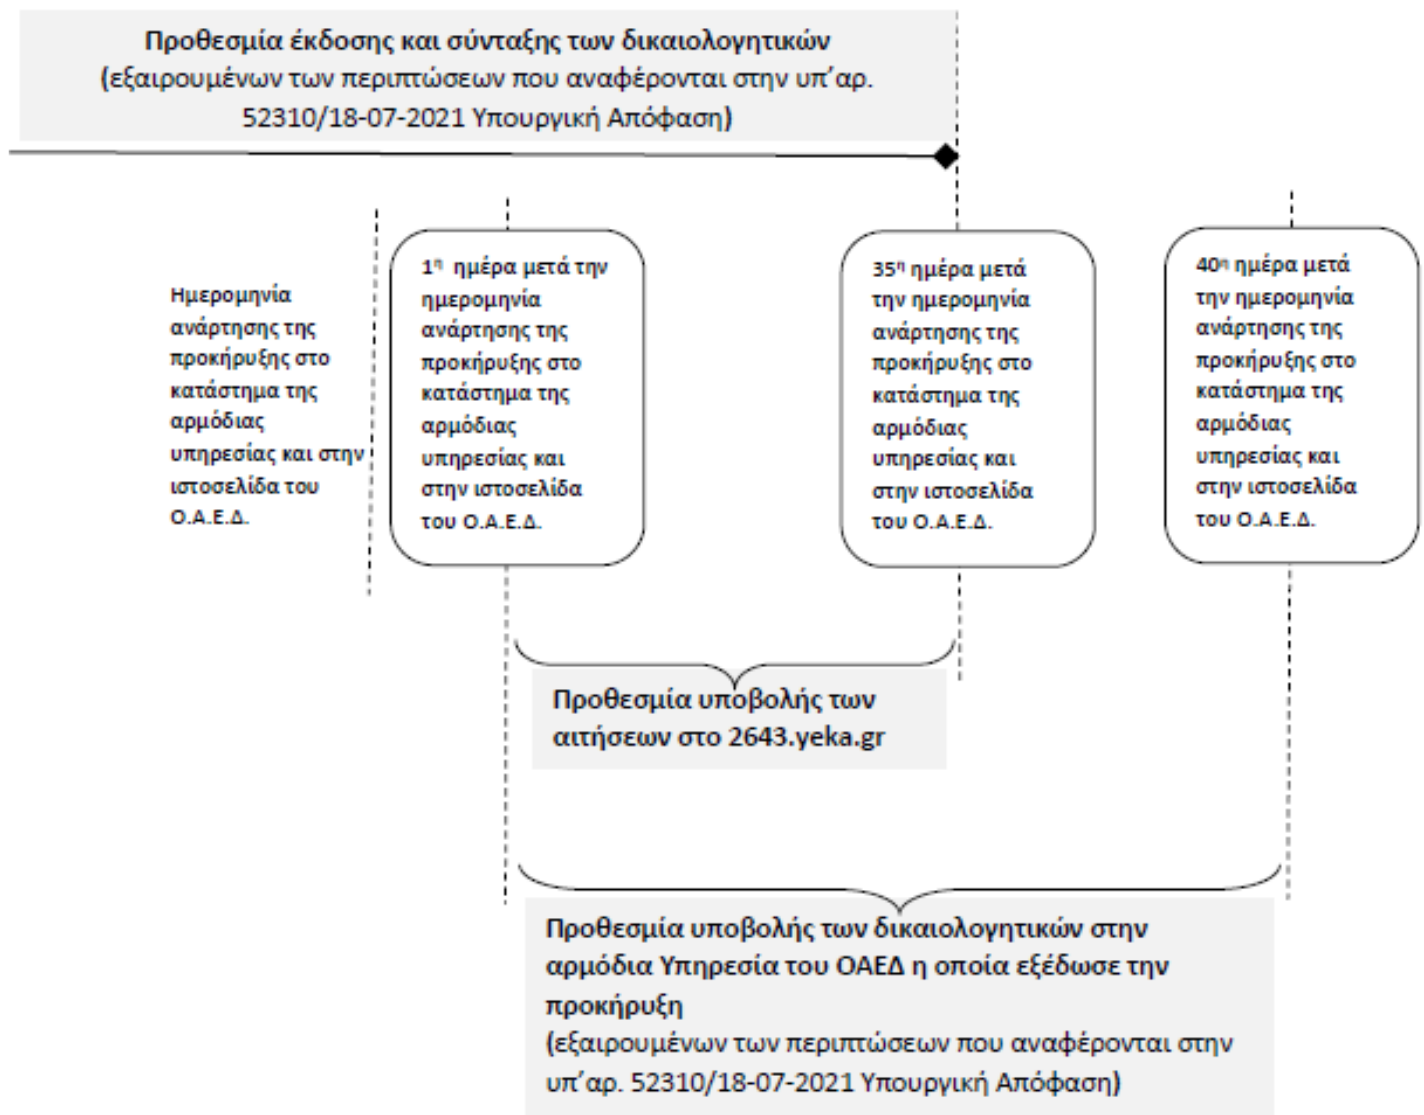 Προθεσμία έκδοσης και σύνταξης των δικαιολογητικών
(εξαιρουμένων των περιπτώσεων που αναφέρονται στην υπ΄αρ.
52310/18-07-2021 Υπουργική Απόφαση)
Ημερομηνία
ανάρτησης της
προκήρυξης στο
κατάστημα της
αρμόδιας
υπηρεσίας και στην
ιστοσελίδα του
Ο.Α.Ε.Δ.
1η ημέρα μετά την
ημερομηνία
ανάρτησης της
προκήρυξης στο
κατάστημα της
αρμόδιας
υπηρεσίας και
στην ιστοσελίδα
του Ο.Α.Ε.Δ.
35η ημέρα μετά
την ημερομηνία
ανάρτησης της
προκήρυξης στο
κατάστημα της
αρμόδιας
υπηρεσίας και
στην ιστοσελίδα
του Ο.Α.Ε.Δ.
40η ημέρα μετά
την ημερομηνία
ανάρτησης της
προκήρυξης στο
κατάστημα της
αρμόδιας
υπηρεσίας και
στην ιστοσελίδα
του Ο.Α.Ε.Δ.
Προθεσμία υποβολής των
αιτήσεων στο 2643.yeka.gr
Προθεσμία υποβολής των δικαιολογητικών στην
αρμόδια Υπηρεσία του ΟΑΕΔ η οποία εξέδωσε την
προκήρυξη
(εξαιρουμένων των περιπτώσεων που αναφέρονται στην
υπ΄αρ. 52310/18-07-2021 Υπουργική Απόφαση)